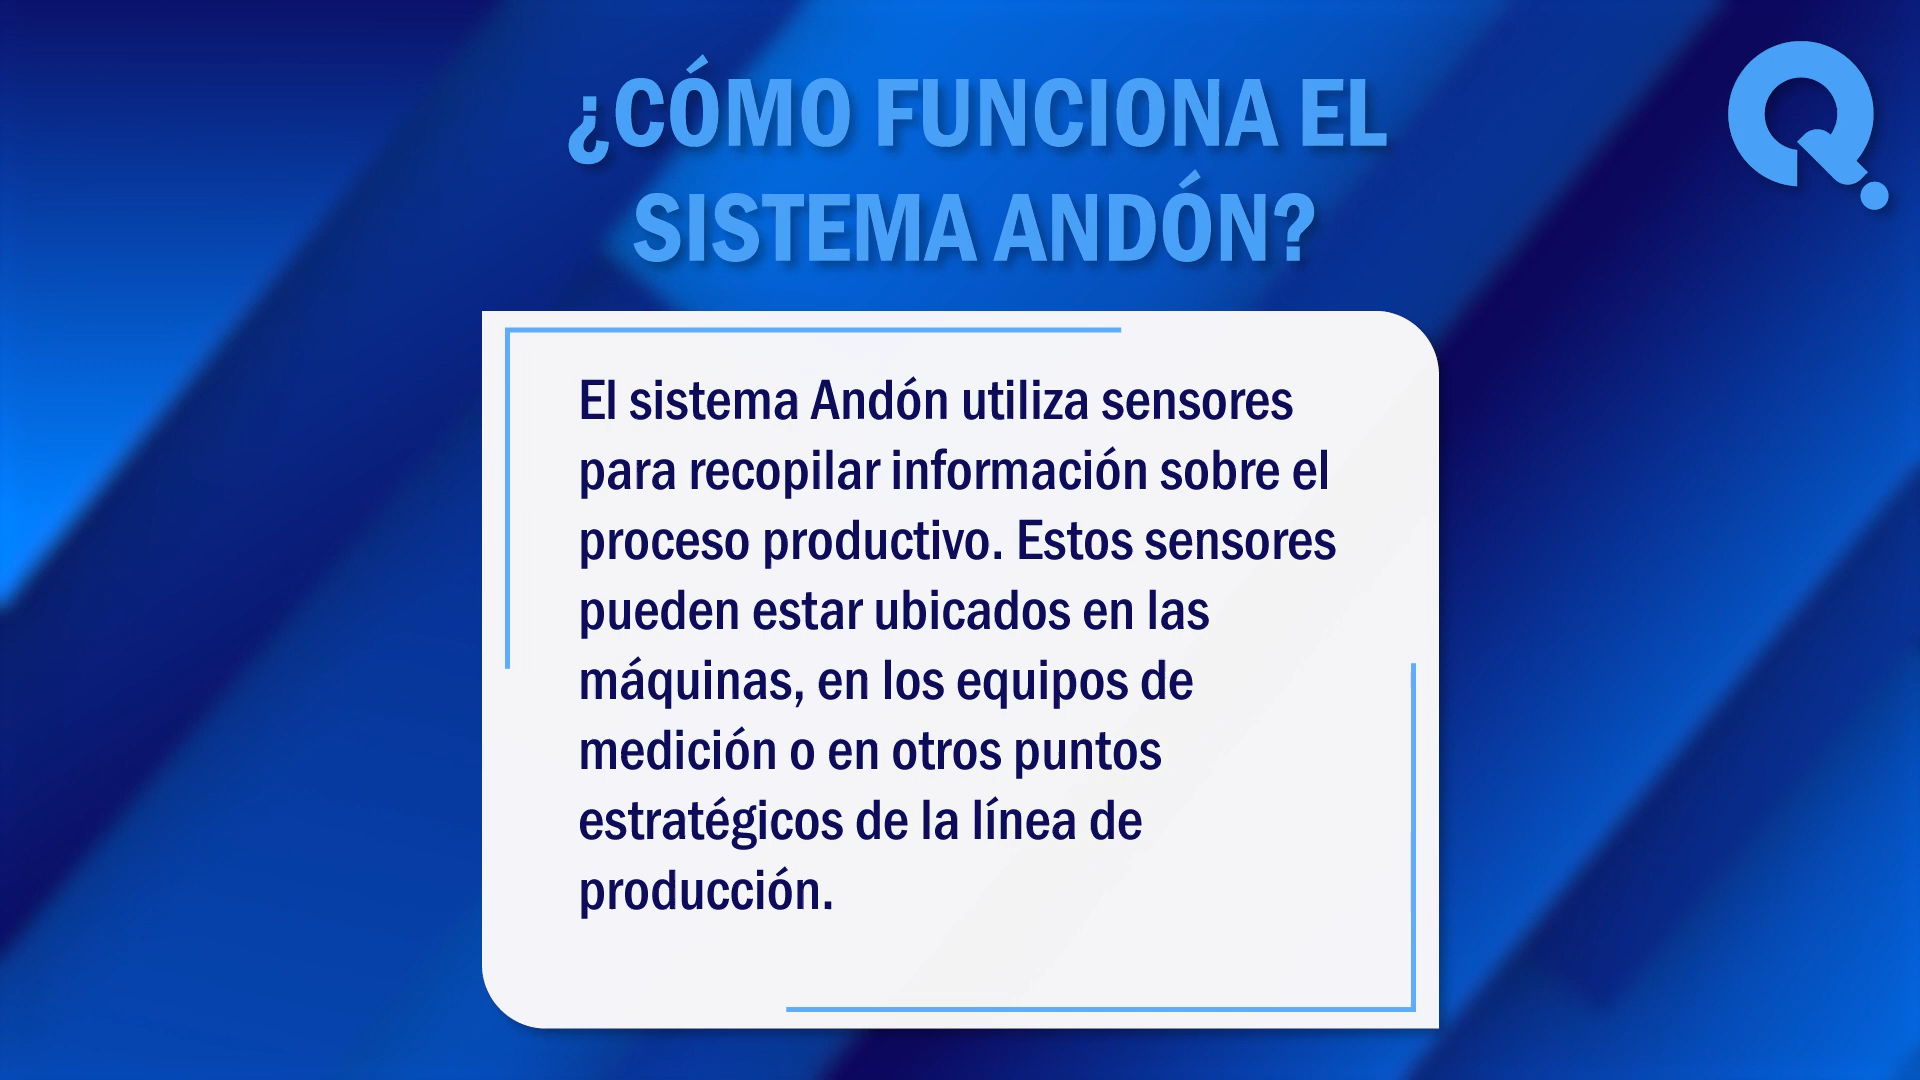 ¿CÓMO FUNCIONA EL
SISTEMA ANDÓN?
Q.
El sistema Andón utiliza sensores
para recopilar información sobre el
proceso productivo. Estos sensores
pueden estar ubicados en las
máquinas, en los equipos de
medición o en otros puntos
estratégicos de la línea de
producción.